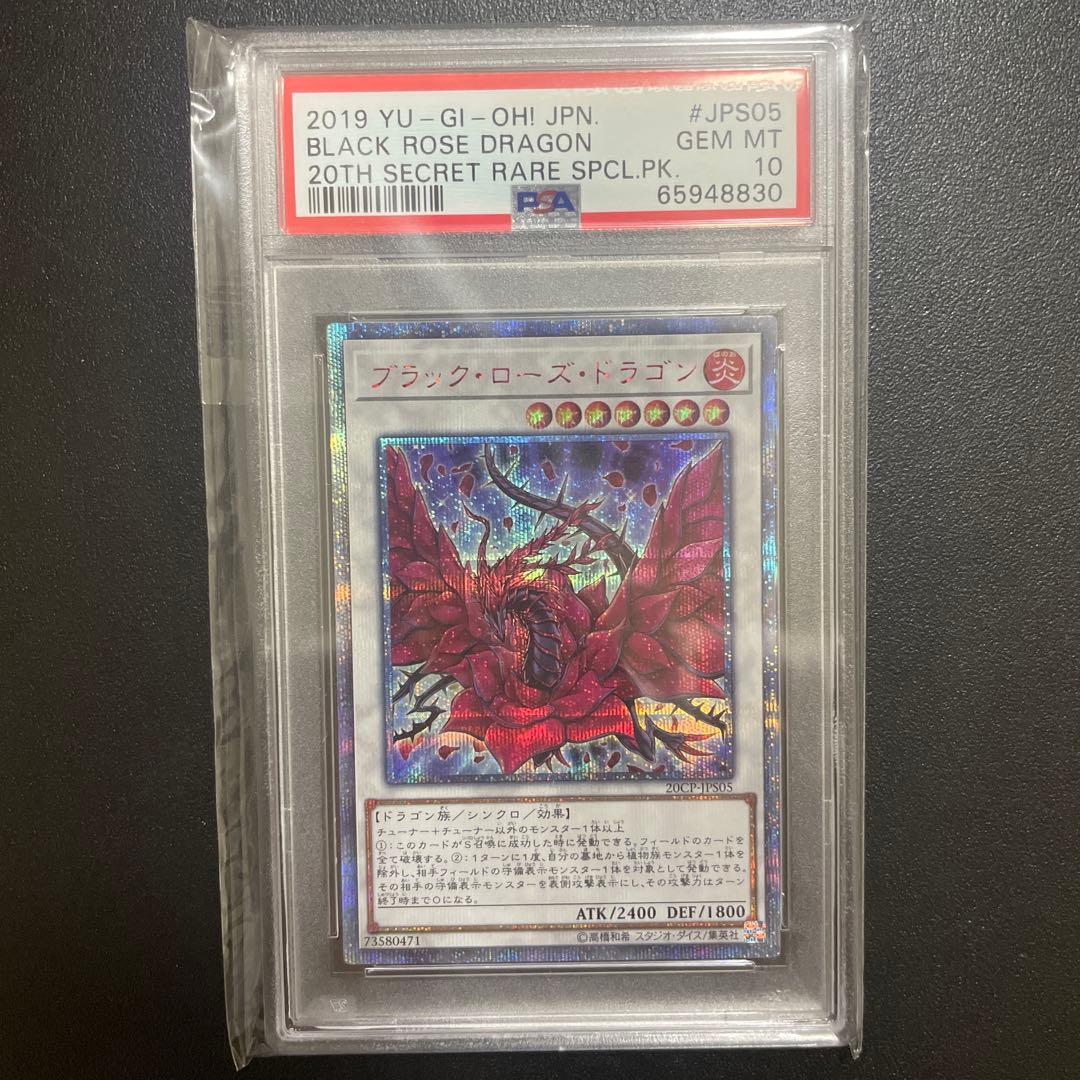 2019 YU-GI-OH! JPN. #JPS05
BLACK ROSE DRAGON GEM MT
20TH SECRET RARE SPCL.PK. 10
PSA 65948830
ブラック・ローズ・ドラゴン
ほのお
炎
20CP-JPS05
【ドラゴン族/シンクロ/効果】
チューナー+チューナー以外のモンスター1体以上
①:このカードがS召喚に成功した時に発動できる。フィールドのカードを
全て破壊する。②:1ターンに1度、自分の墓地から植物族モンスター1体を
除外し、相手フィールドの守備表示モンスター1体を対象として発動できる。
その相手の守備表示モンスターを表側攻撃表示にし、その攻撃力はターン
終了時まで0になる。
ATK/2400 DEF/1800
73580471 ©高橋和希 スタジオ・ダイス/集英社